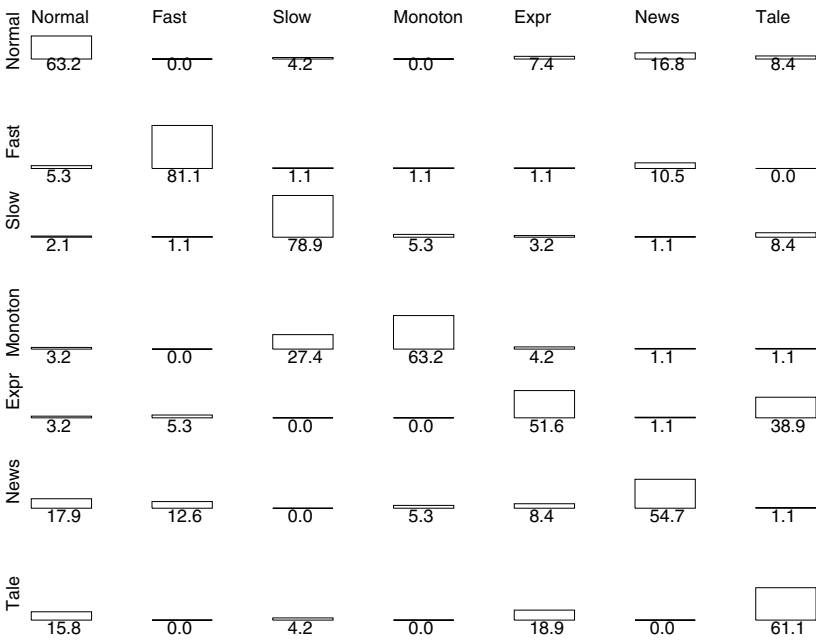 Normal Fast Slow Monoton Expr News Tale
Normal 63.2 0.0 4.2 0.0 7.4 16.8 8.4
Fast 5.3 81.1 1.1 1.1 1.1 10.5 0.0
Slow 2.1 1.1 78.9 5.3 3.2 1.1 8.4
Monoton 3.2 0.0 27.4 63.2 4.2 1.1 1.1
Expr 3.2 5.3 0.0 0.0 51.6 1.1 38.9
News 17.9 12.6 0.0 5.3 8.4 54.7 1.1
Tale 15.8 0.0 4.2 0.0 18.9 0.0 61.1